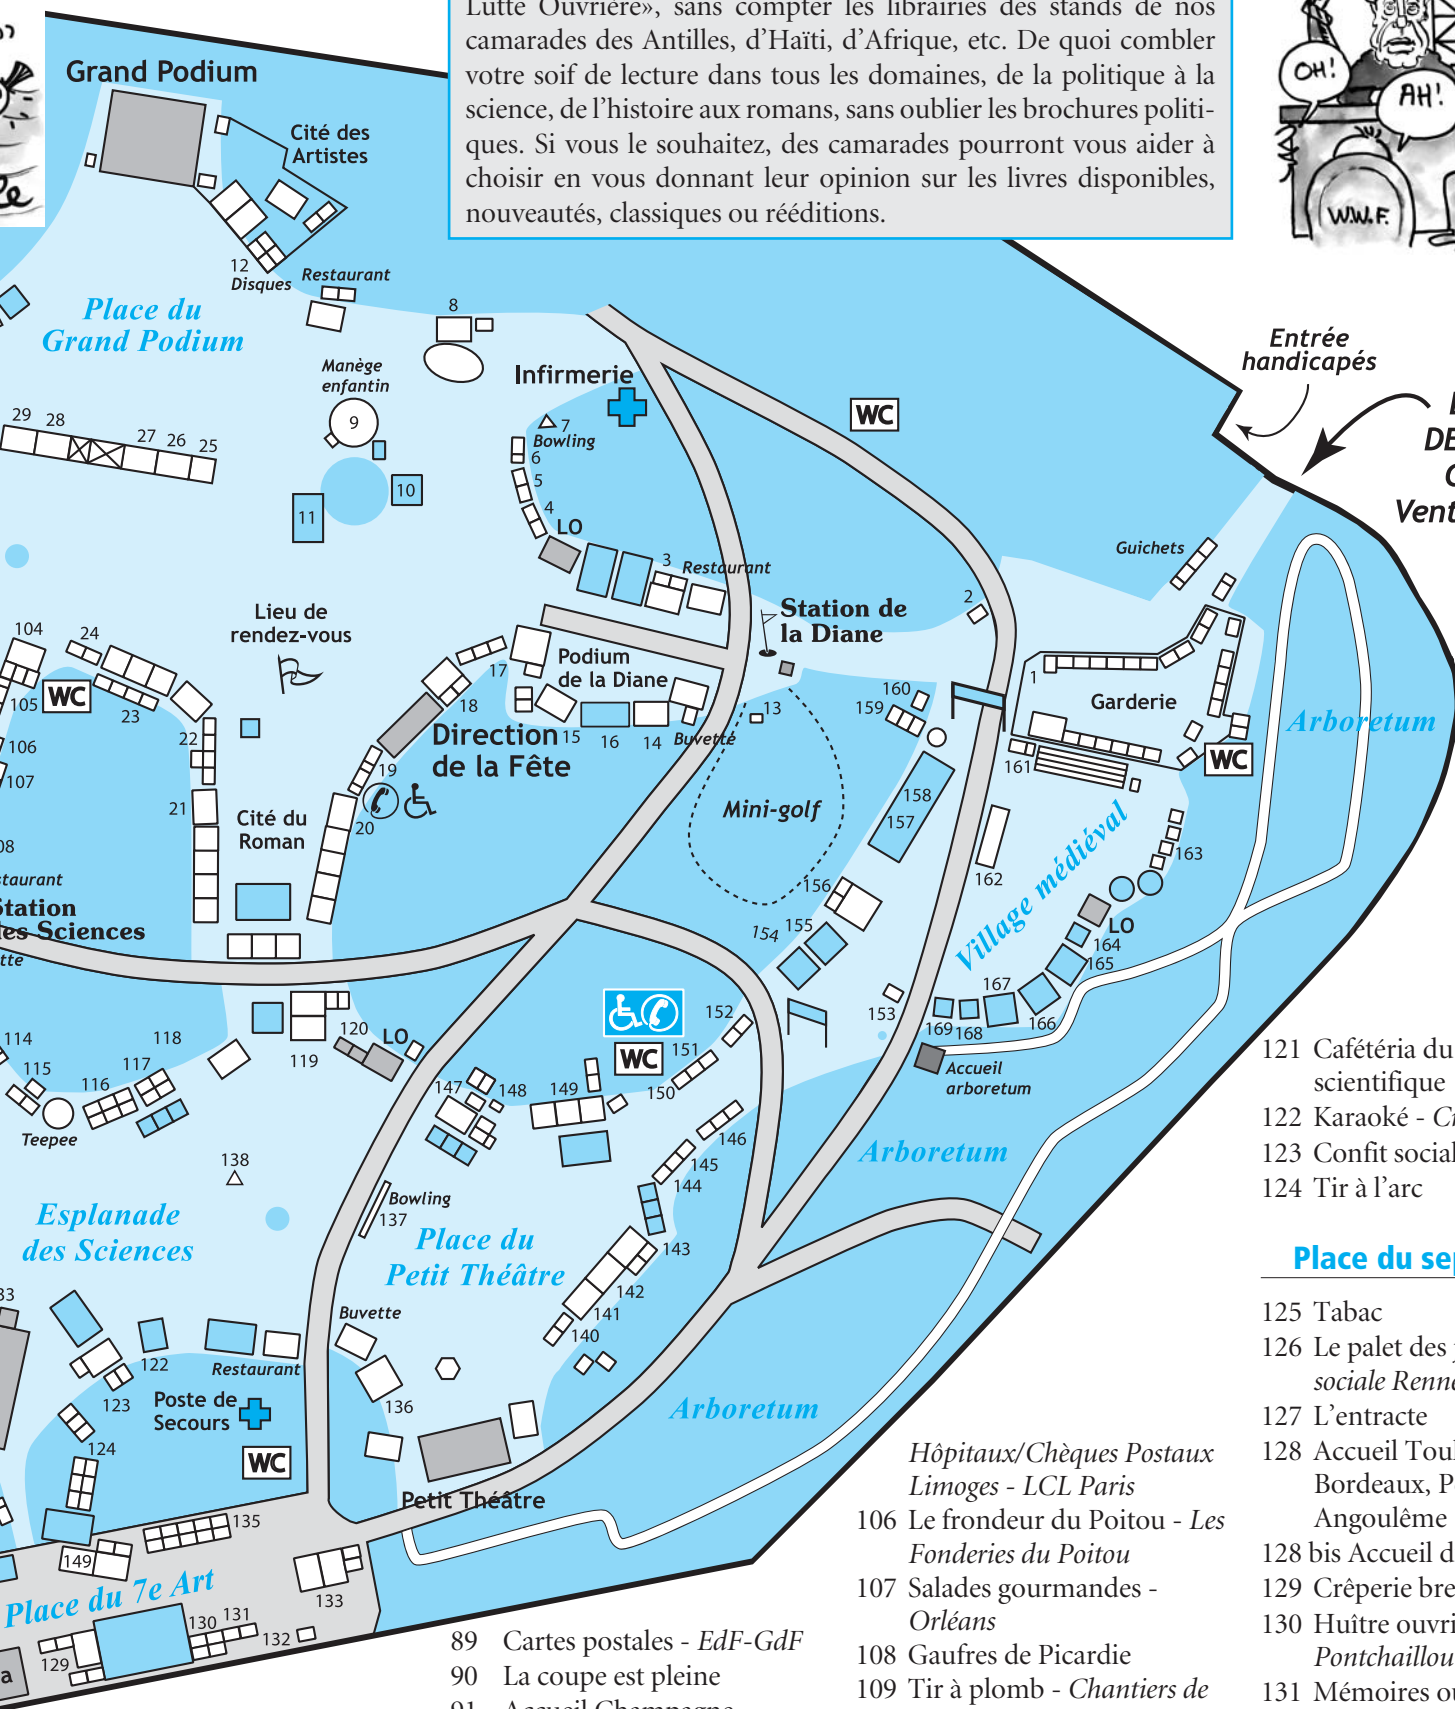 Lutte Ouvrière», sans compter les librairies des stands de nos
camarades des Antilles, d'Haïti, d'Afrique, etc. De quoi combler
votre soif de lecture dans tous les domaines, de la politique à la
science, de l'histoire aux romans, sans oublier les brochures politi-
ques. Si vous le souhaitez, des camarades pourront vous aider à
choisir en vous donnant leur opinion sur les livres disponibles,
nouveautés, classiques ou rééditions.
OH!
AH!
W.W.F.
Grand Podium
Cité des
Artistes
12
Disques
Restaurant
Place du
Grand Podium
8
Manège
enfantin
9
Infirmerie
7
Bowling
6
5
4
LO
WC
Entrée
handicapés
DE
Vent
29
28
27
26
25
10
11
3
Restaurant
Guichets
Lieu de
rendez-vous
Station de
la Diane
2
104
24
105
WC
23
17
18
Podium
de la Diane
15
16
14
Buvette
13
160
159
1
Garderie
Arboretum
106
107
22
Direction
de la Fête
19
161
WC
21
Cité du
Roman
20
Mini-golf
158
157
162
163
Village médiéval
08
staurant
Station
des Sciences
tte
156
155
154
LO
164
165
167
166
169
168
153
Accueil
arboretum
114
115
116
117
118
119
120
LO
WC
152
151
150
149
148
147
146
145
144
Teepee
138
Bowling
137
Esplanade
des Sciences
Place du
Petit Théâtre
143
142
141
140
Arboretum
33
122
Restaurant
Buvette
136
123
124
Poste de
Secours
WC
Arboretum
Petit Théâtre
135
149
133
Place du 7e Art
129
130
131
132
a
89 Cartes postales - EdF-GdF
90 La coupe est pleine
91 Accueil Champagne
Hôpitaux/Chèques Postaux
Limoges - LCL Paris
106 Le frondeur du Poitou - Les
Fonderies du Poitou
107 Salades gourmandes -
Orléans
108 Gaufres de Picardie
109 Tir à plomb - Chantiers de
121 Cafétéria du
scientifique
122 Karaoké - C
123 Confit social
124 Tir à l'arc
Place du sep
125 Tabac
126 Le palet des
sociale Renne
127 L'entracte
128 Accueil Toul
Bordeaux, P
Angoulême
128 bis Accueil d
129 Crêperie bre
130 Huître ouvri
Pontchaillou
131 Mémoires ou